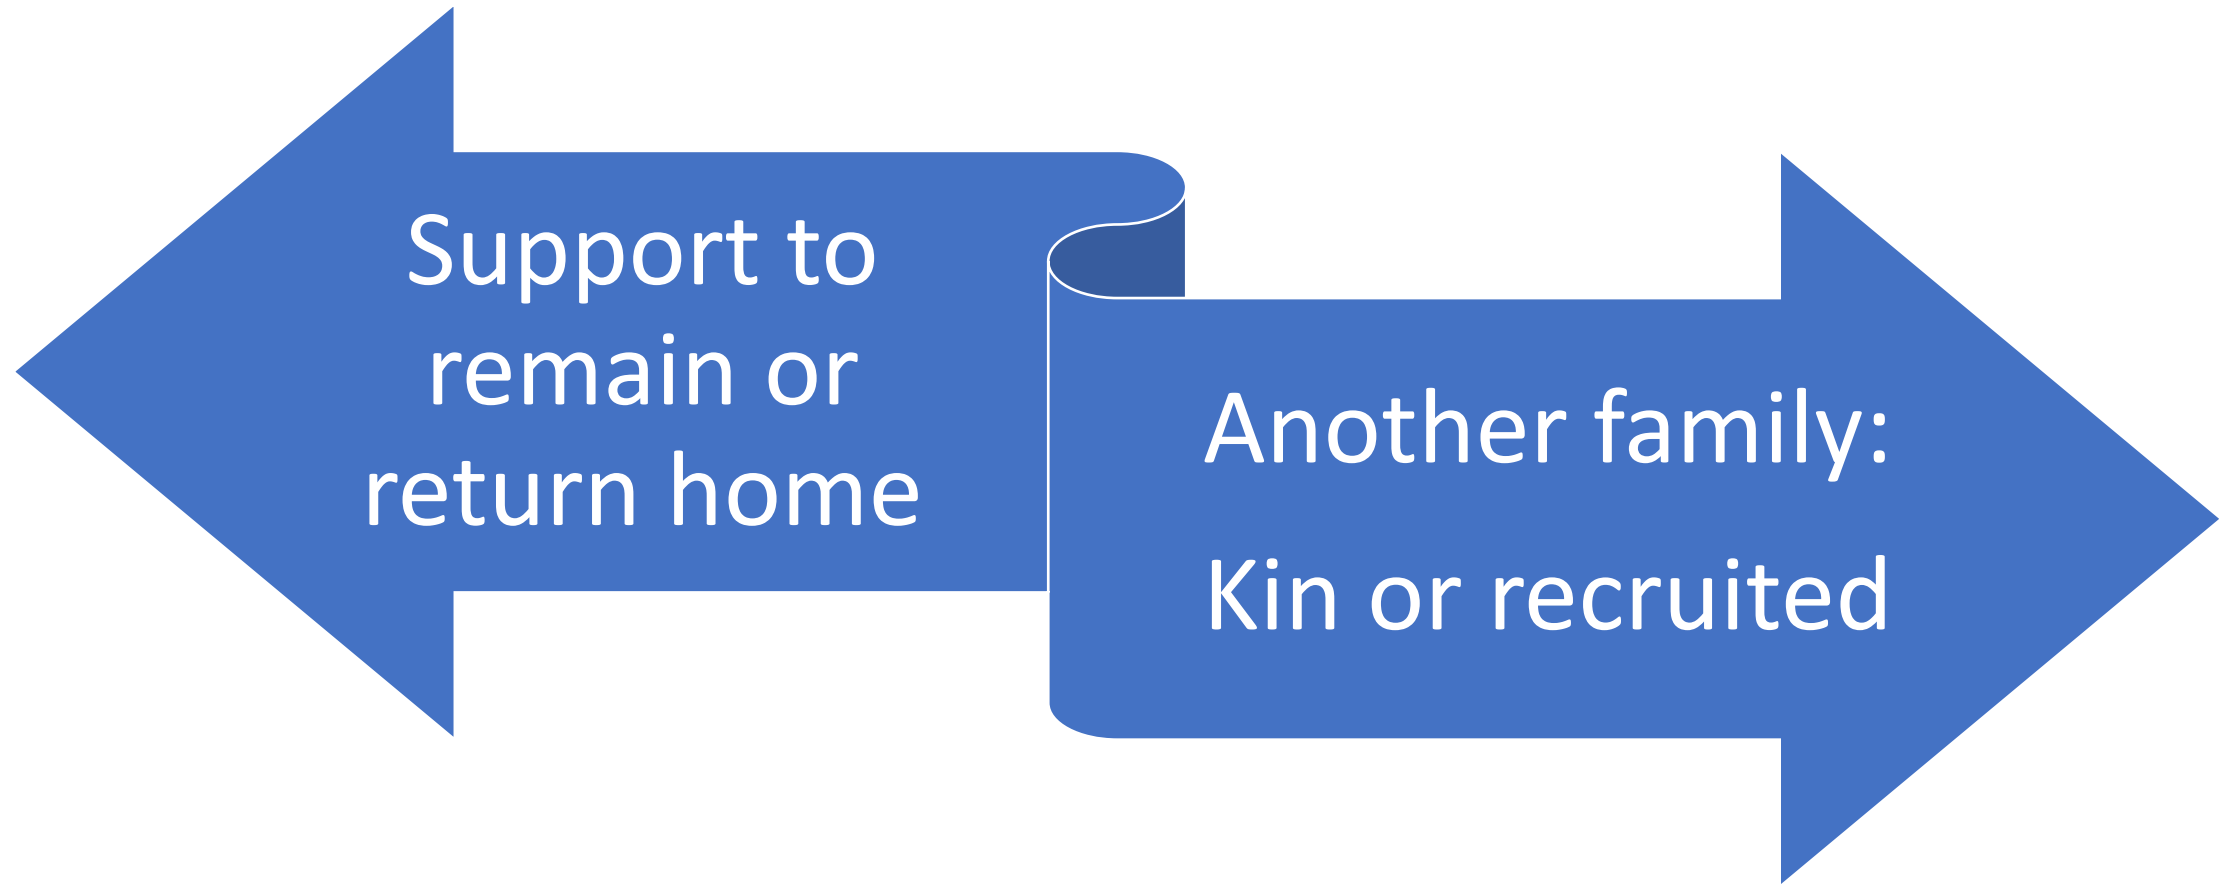 Support to
remain or
return home
Another family:
Kin or recruited